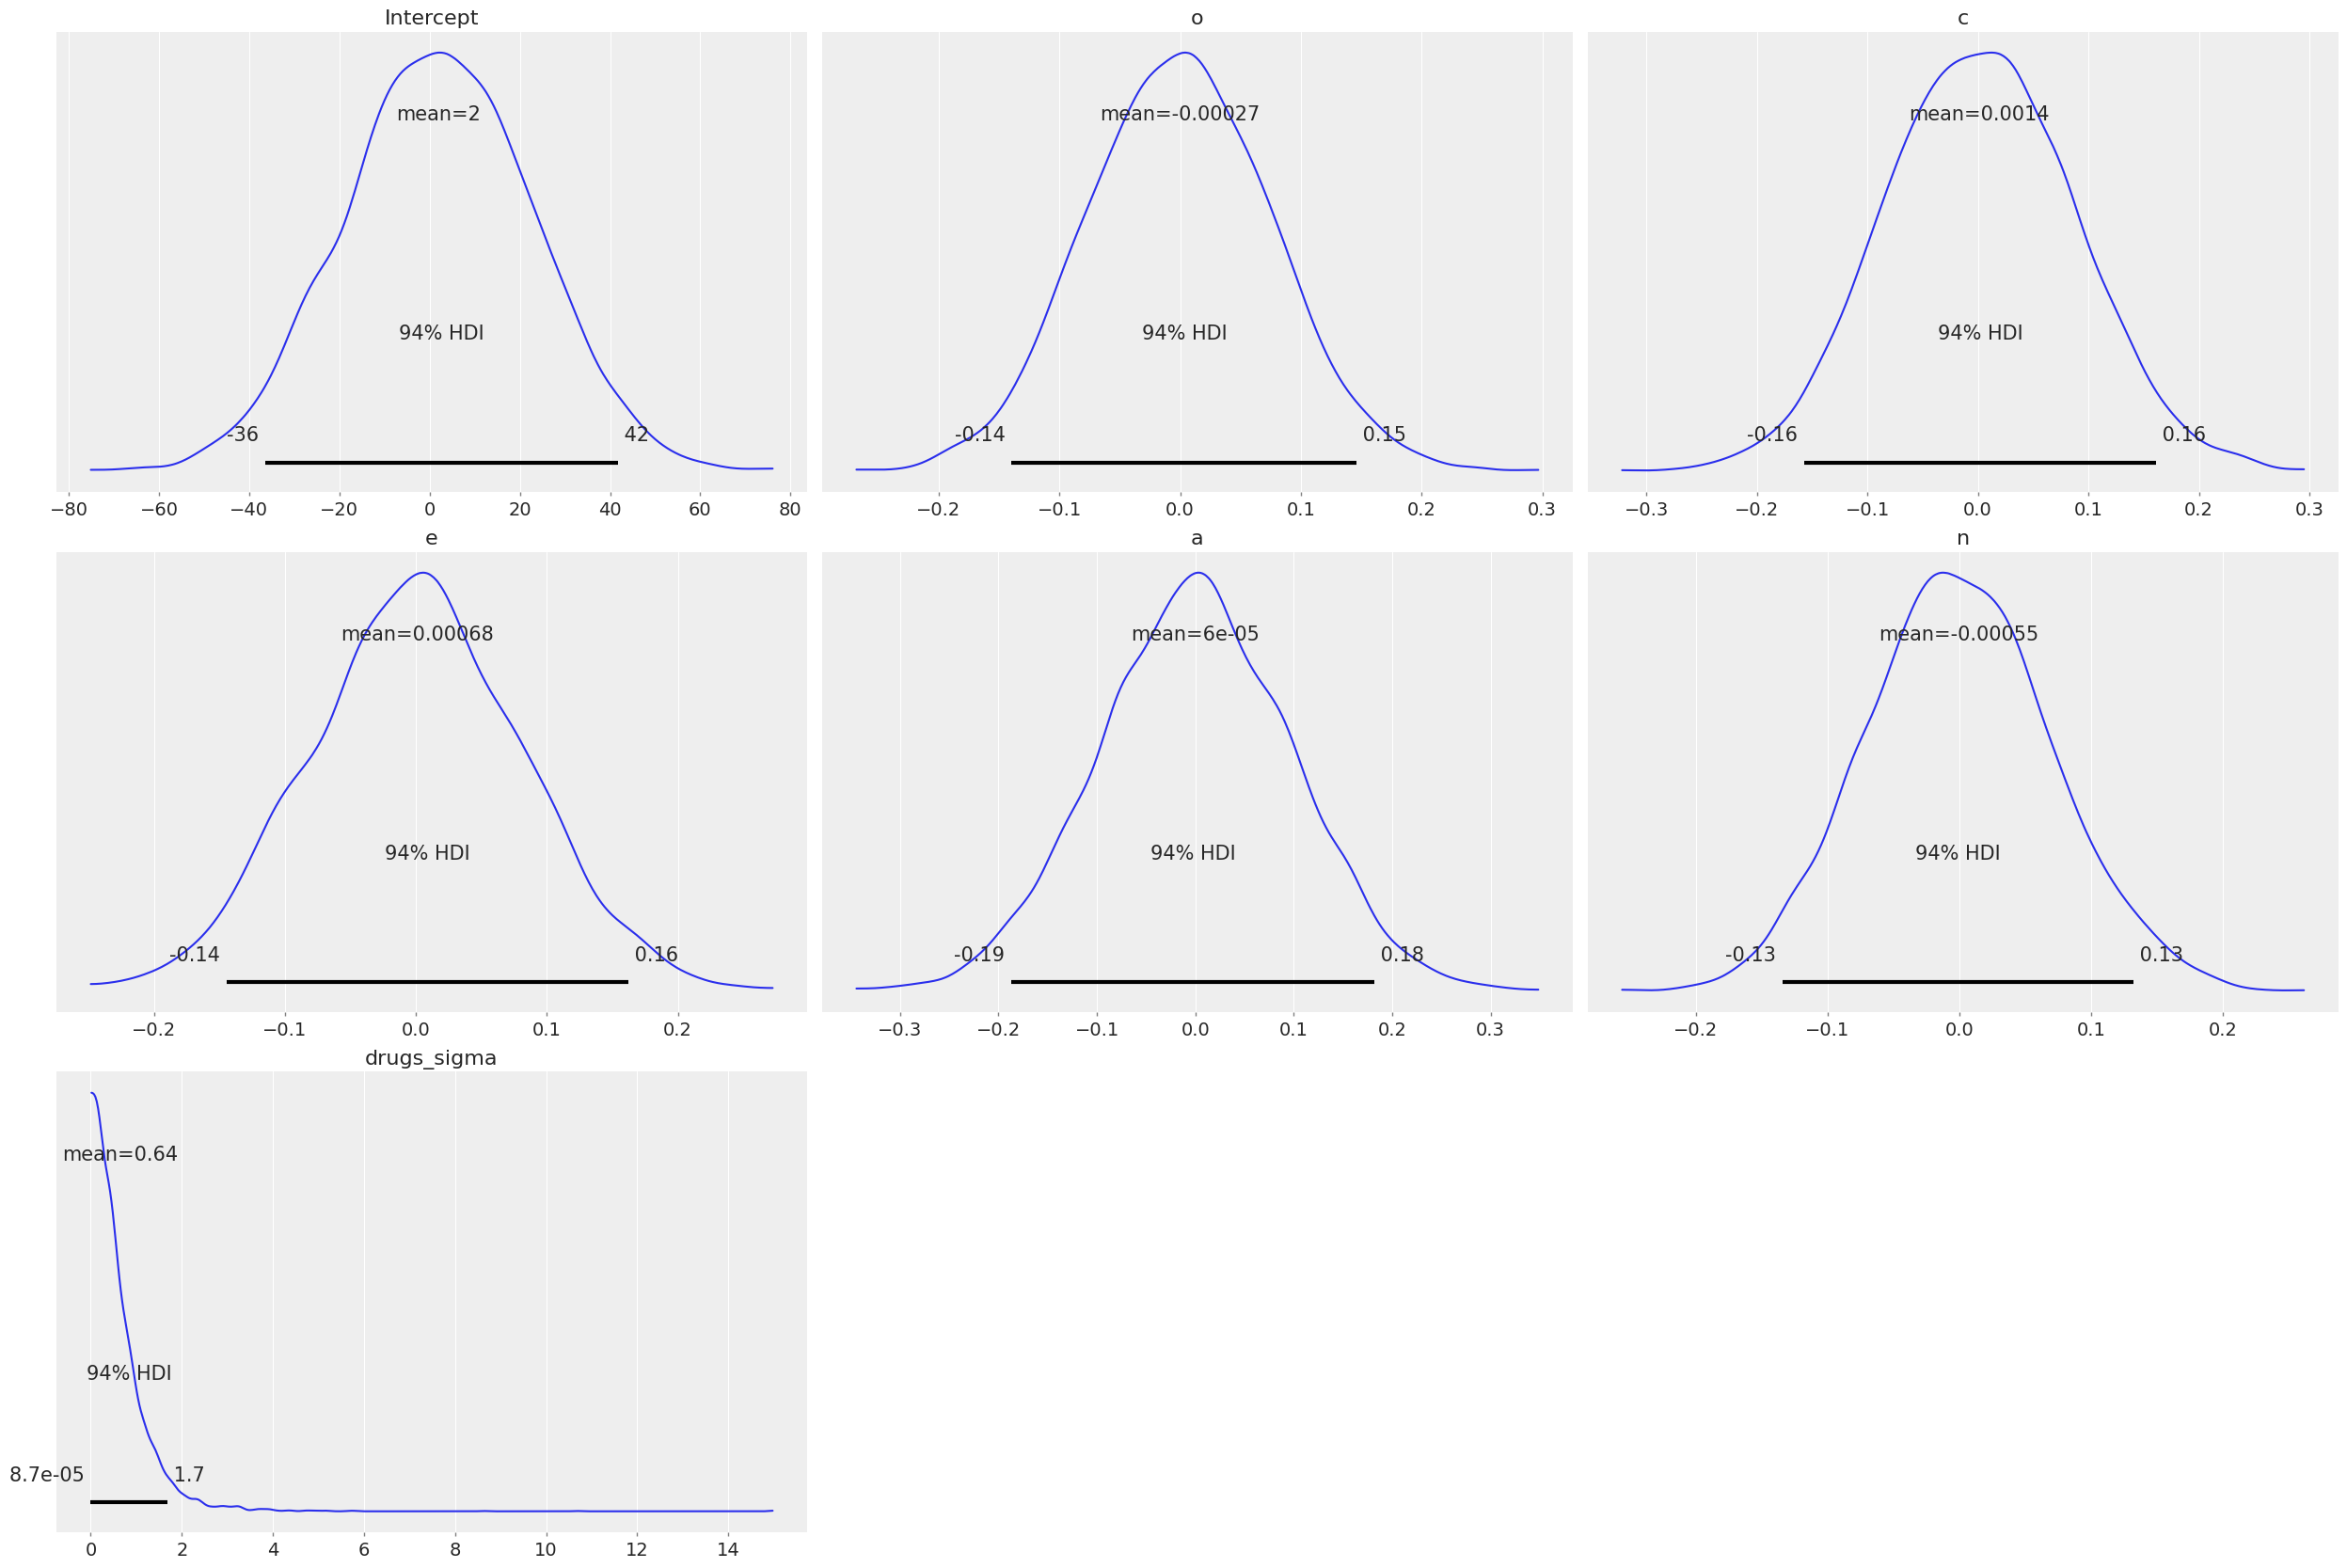 Intercept
mean=2
94% HDI
-36 42
−80 −60 −40 −20 0 20 40 60 80
o
mean=-0.00027
94% HDI
-0.14 0.15
−0.2 −0.1 0.0 0.1 0.2 0.3
c
mean=0.0014
94% HDI
-0.16 0.16
−0.3 −0.2 −0.1 0.0 0.1 0.2 0.3
e
mean=0.00068
94% HDI
-0.14 0.16
−0.2 −0.1 0.0 0.1 0.2
a
mean=6e-05
94% HDI
-0.19 0.18
−0.3 −0.2 −0.1 0.0 0.1 0.2 0.3
n
mean=-0.00055
94% HDI
-0.13 0.13
−0.2 −0.1 0.0 0.1 0.2
drugs_sigma
mean=0.64
94% HDI
8.7e-05 1.7
0 2 4 6 8 10 12 14